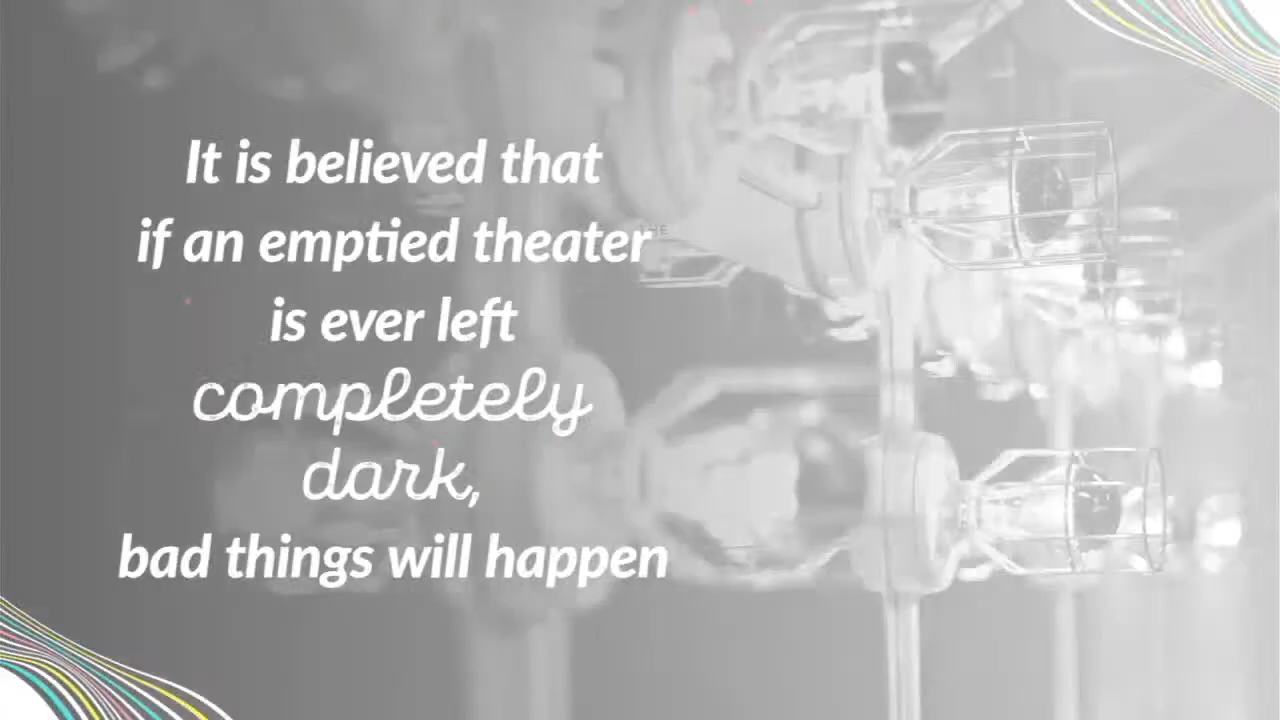 It is believed that
if an emptied theater
is ever left
completely
dark,
bad things will happen